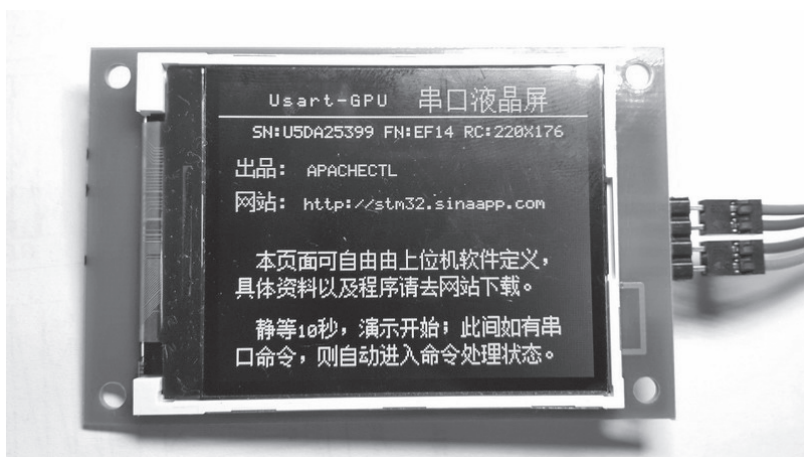 Usart-GPU 串口液晶屏
SN:U5DA25399 FN:EF14 RC:220X176
出品： APACHECTL
网站： http://stm32.sinaapp.com
本页面可自由由上位机软件定义，
具体资料以及程序请去网站下载。
静等10秒，演示开始；此间如有串
口命令，则自动进入命令处理状态。